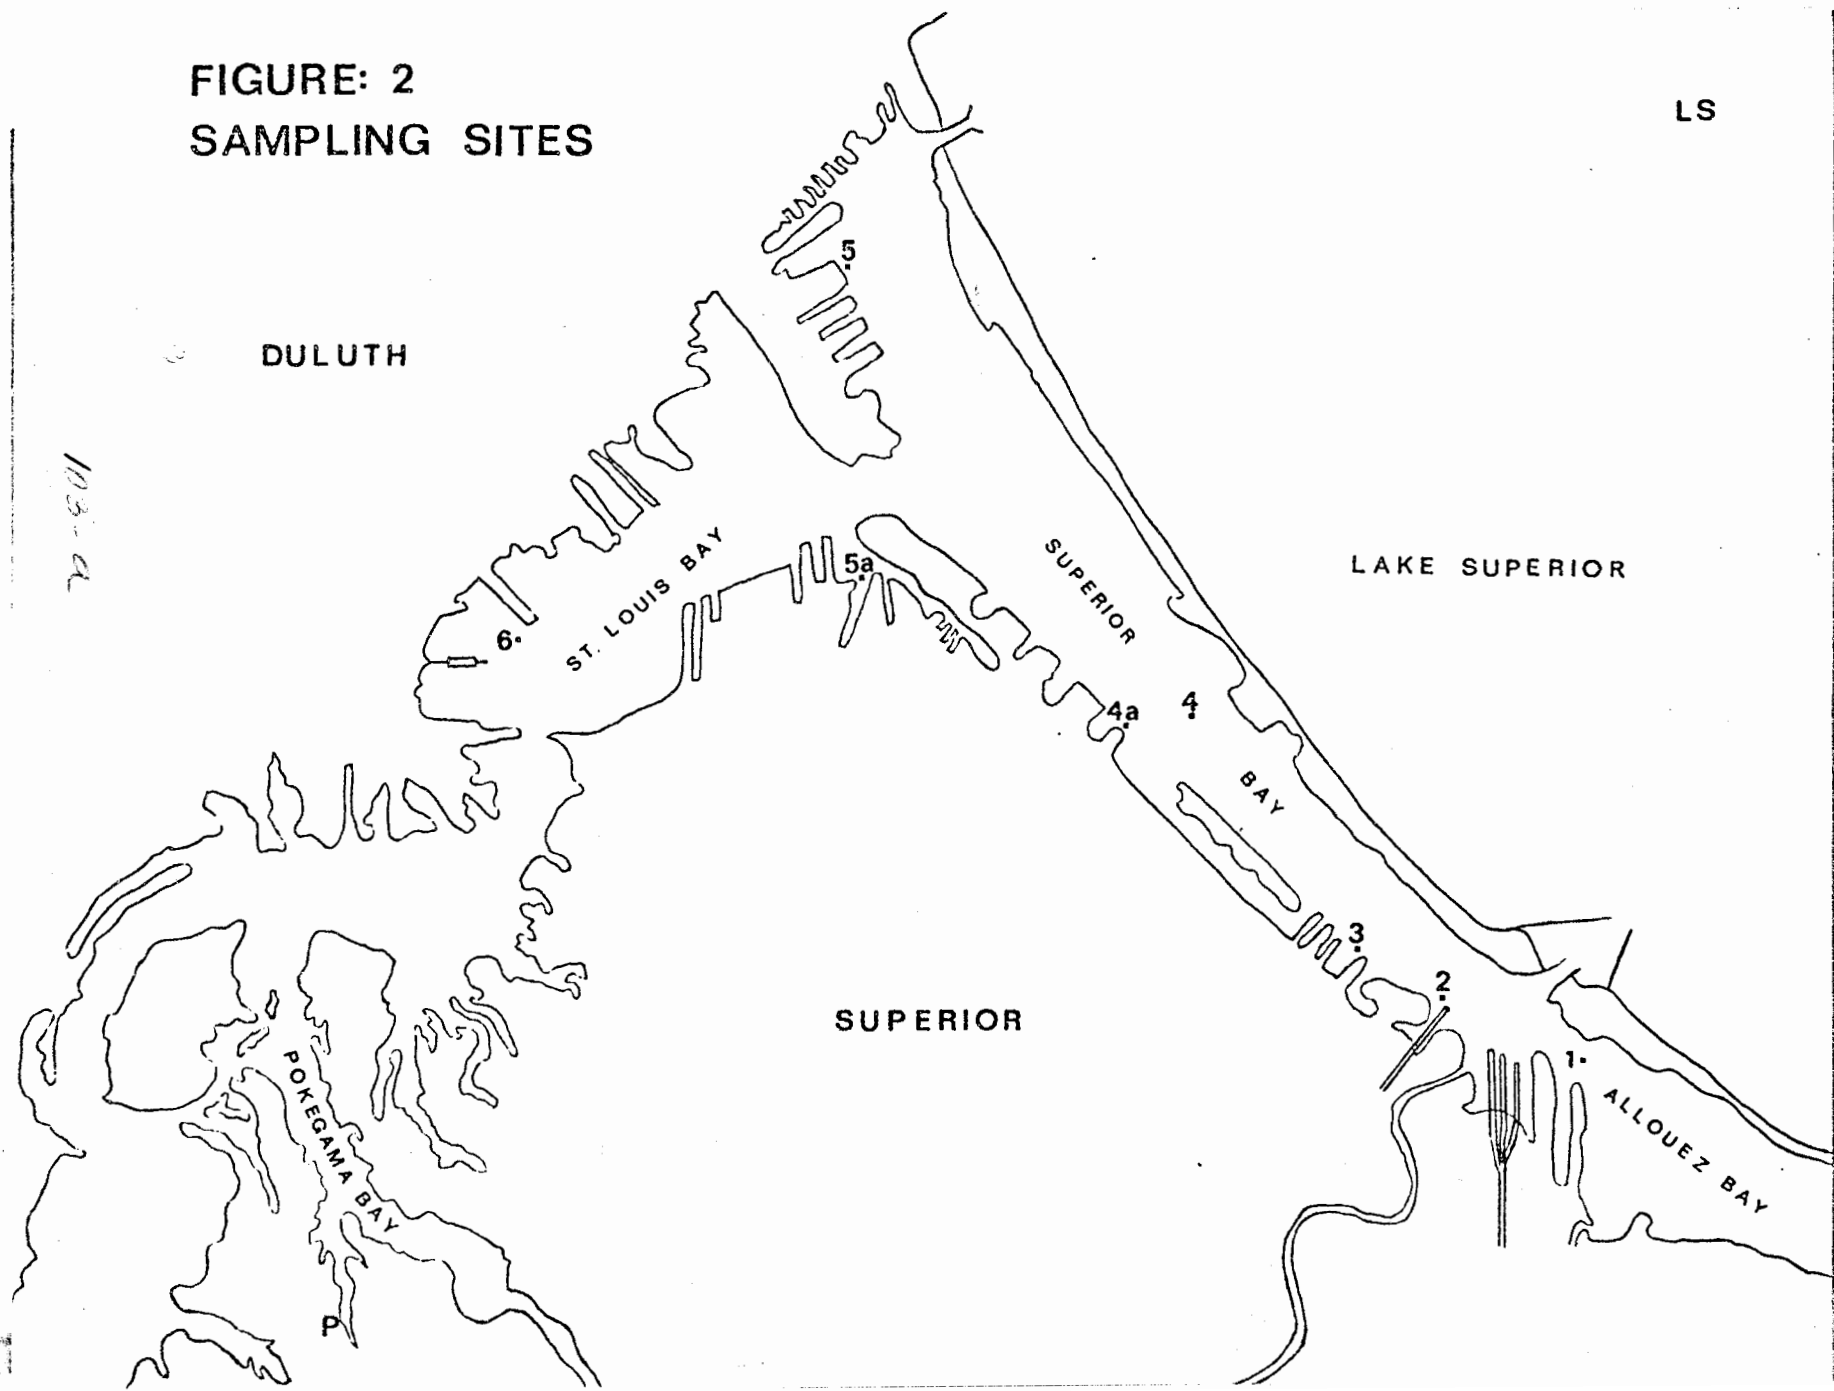 FIGURE: 2
SAMPLING SITES
LS
5
DULUTH
108-a
ST. LOUIS BAY
5a
SUPERIOR
BAY
LAKE SUPERIOR
6
4a
4
3
2
SUPERIOR
1
ALLOUEZ BAY
POKEGAMA BAY
P